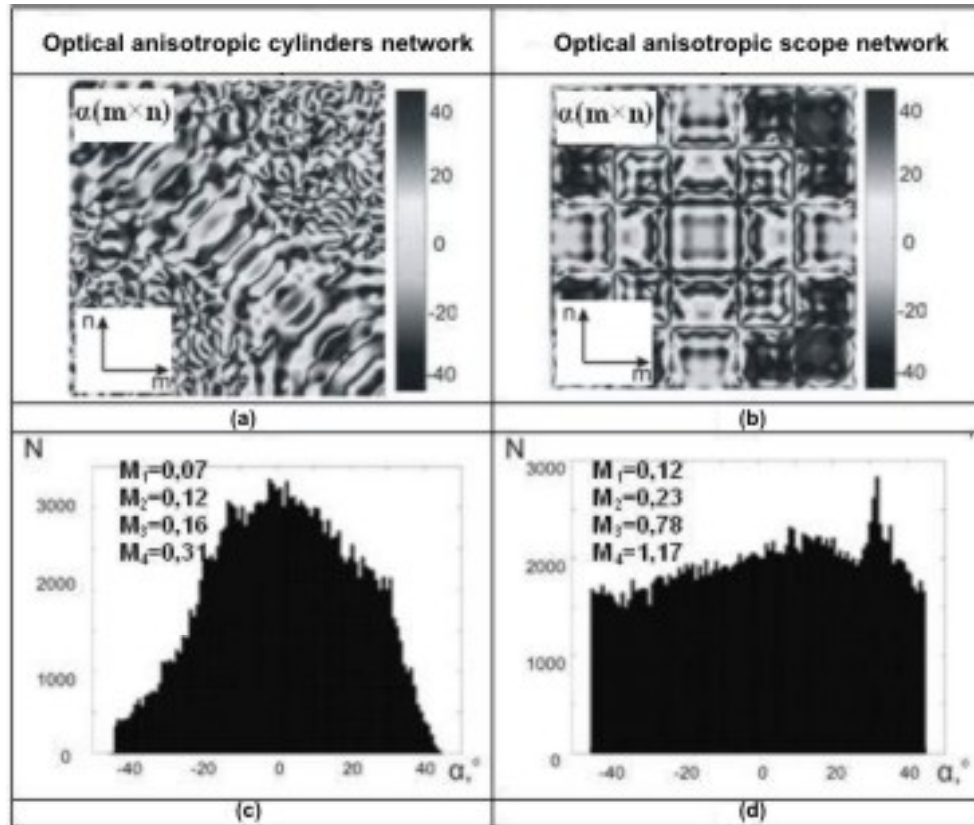 Optical anisotropic cylinders network
Optical anisotropic scope network
α(m×n)
40
20
0
-20
-40
n
m
α(m×n)
40
20
0
-20
-40
n
m
(a)
(b)
N
M₁=0,07
M₂=0,12
M₃=0,16
M₄=0,31
3000
2000
1000
0
-40
-20
0
20
40
α,°
N
M₁=0,12
M₂=0,23
M₃=0,78
M₄=1,17
3000
2000
1000
0
-40
-20
0
20
40
α,°
(c)
(d)